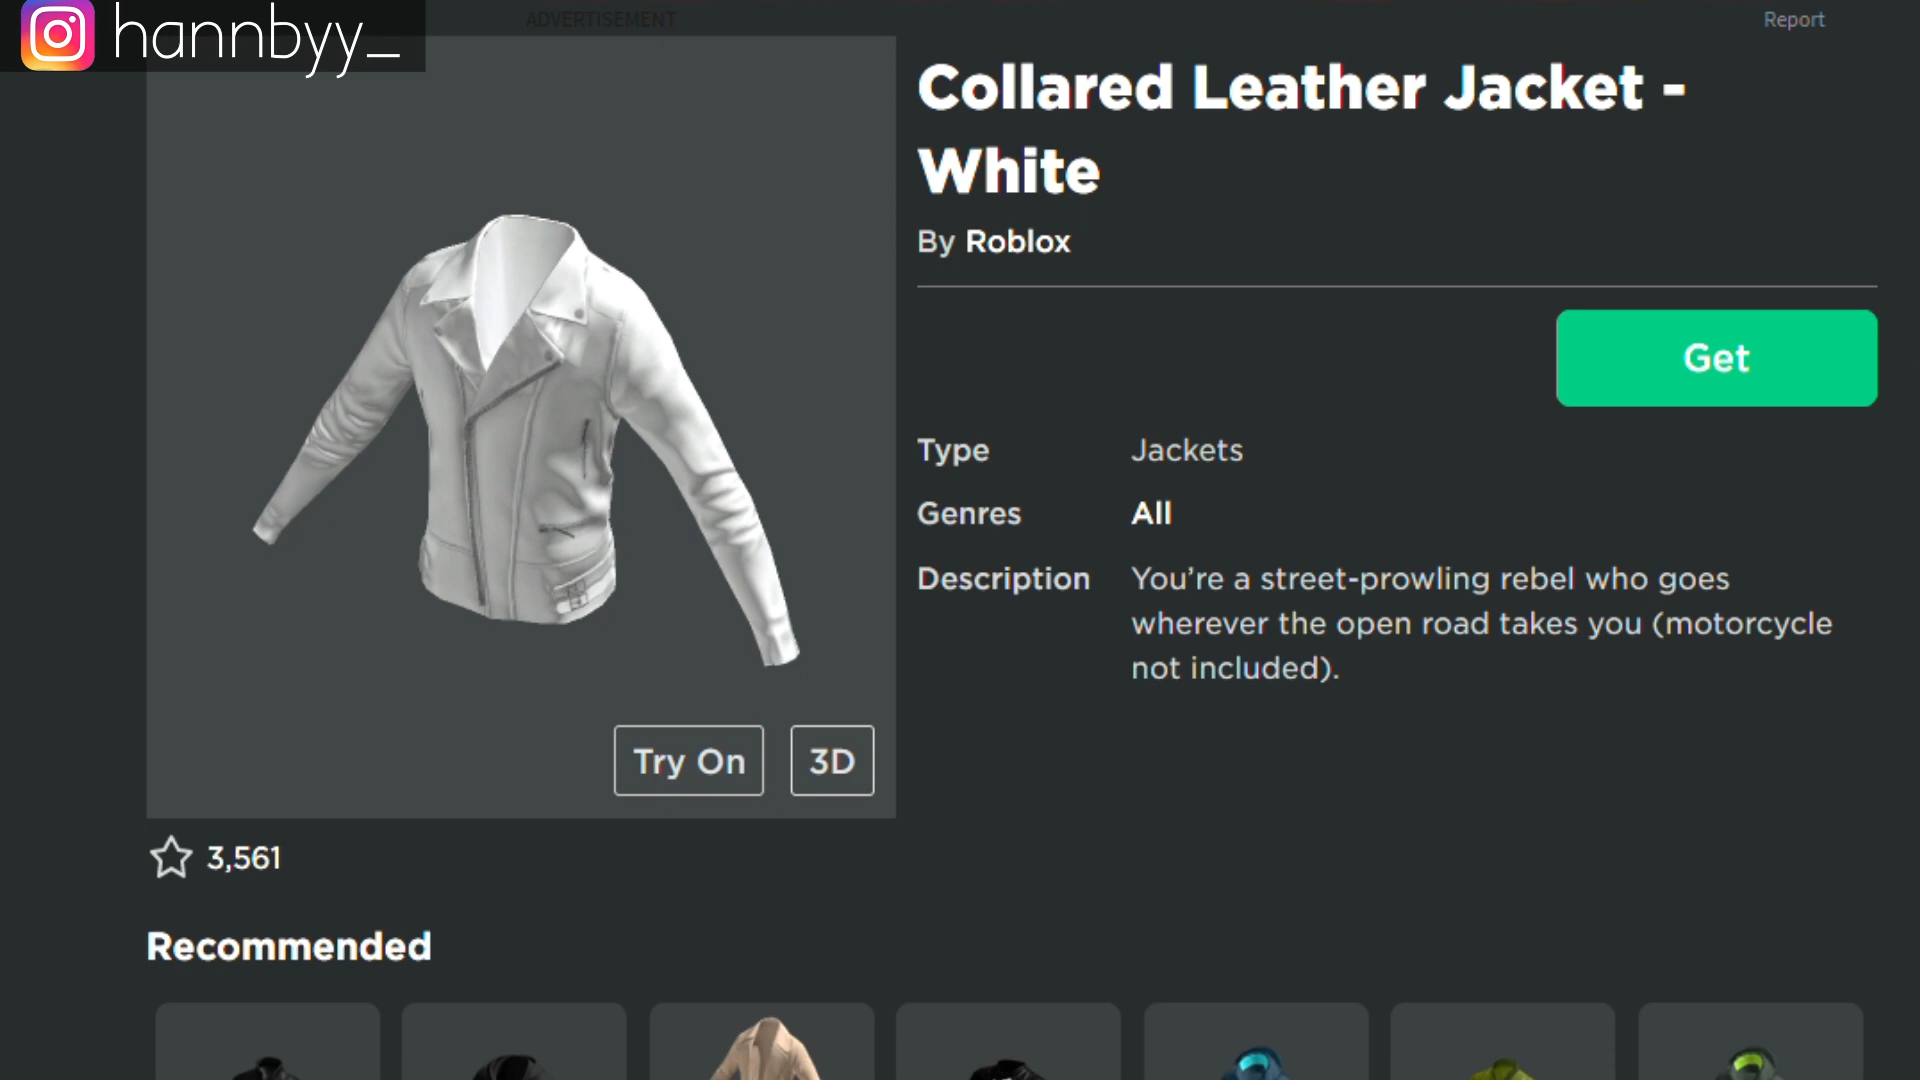 hannbyy_
ADVERTISEMENT
Report
Collared Leather Jacket -
White
By Roblox
Get
Type
Jackets
Genres
All
Description
You’re a street-prowling rebel who goes
wherever the open road takes you (motorcycle
not included).
Try On
3D
3,561
Recommended